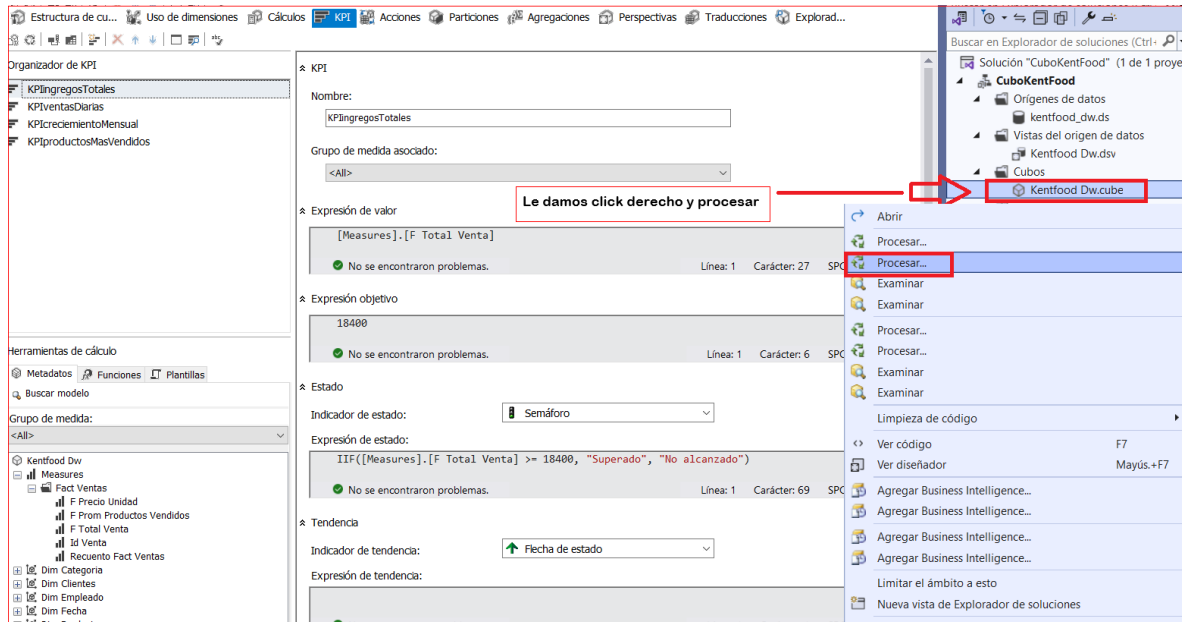 Estructura de cu... Uso de dimensiones Cálculos KPI Acciones Particiones Agregaciones Perspectivas Traducciones Explorad...
Organizador de KPI
KPIingregosTotales
KPIventasDiarias
KPIcreciemientoMensual
KPIproductosMasVendidos
Herramientas de cálculo
Metadatos Funciones Plantillas
Buscar modelo
Grupo de medida:
<All>
Kentfood Dw
Measures
Fact Ventas
F Precio Unidad
F Prom Productos Vendidos
F Total Venta
Id Venta
Recuento Fact Ventas
Dim Categoria
Dim Clientes
Dim Empleado
Dim Fecha
KPI
Nombre:
KPIingregosTotales
Grupo de medida asociado:
<All>
Le damos click derecho y procesar
Expresión de valor
[Measures].[F Total Venta]
No se encontraron problemas. Línea: 1 Carácter: 27 SPC
Expresión objetivo
18400
No se encontraron problemas. Línea: 1 Carácter: 6 SPC
Estado
Indicador de estado: Semáforo
Expresión de estado:
IIF([Measures].[F Total Venta] >= 18400, "Superado", "No alcanzado")
No se encontraron problemas. Línea: 1 Carácter: 69 SPC
Tendencia
Indicador de tendencia: Flecha de estado
Expresión de tendencia:
Buscar en Explorador de soluciones (Ctrl+
Solución "CuboKentFood" (1 de 1 proye
CuboKentFood
Orígenes de datos
kentfood_dw.ds
Vistas del origen de datos
Kentfood Dw.dsv
Cubos
Kentfood Dw.cube
Abrir
Procesar...
Procesar...
Examinar
Examinar
Procesar...
Procesar...
Examinar
Examinar
Limpieza de código
Ver código F7
Ver diseñador Mayús.+F7
Agregar Business Intelligence...
Agregar Business Intelligence...
Agregar Business Intelligence...
Agregar Business Intelligence...
Limitar el ámbito a esto
Nueva vista de Explorador de soluciones